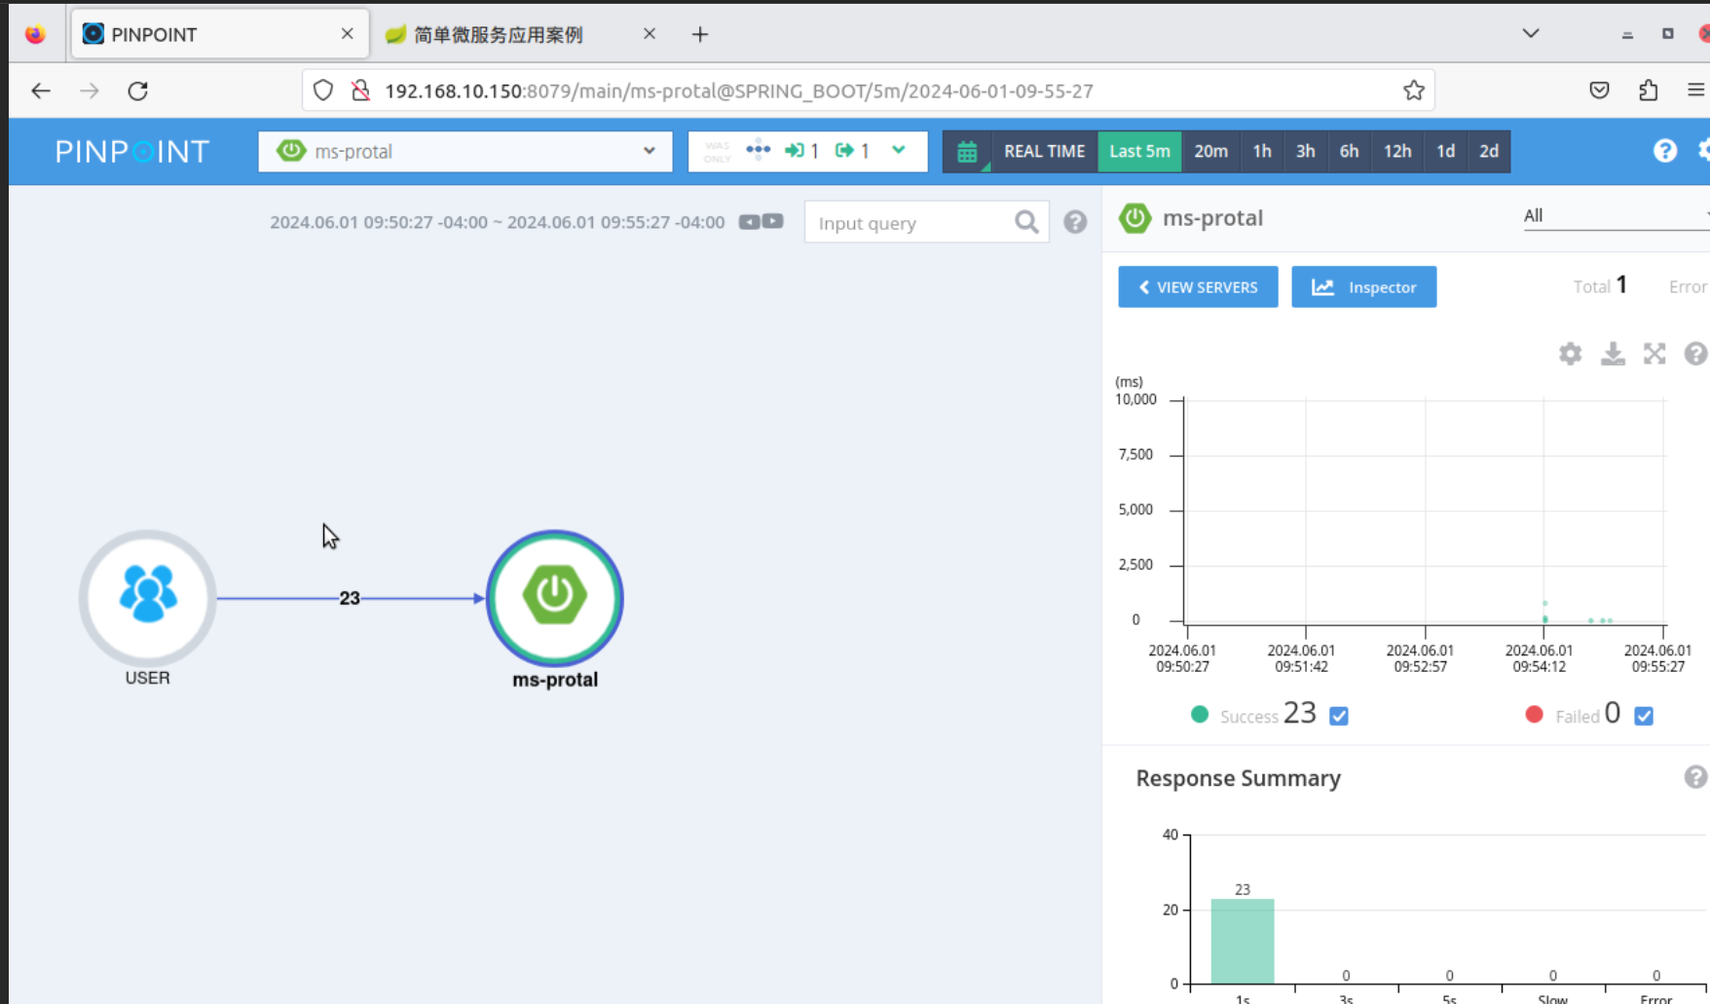 PINPOINT
简单微服务应用案例
192.168.10.150:8079/main/ms-protal@SPRING_BOOT/5m/2024-06-01-09-55-27
PINPOINT
ms-protal
WAS ONLY
1
1
REAL TIME
Last 5m
20m
1h
3h
6h
12h
1d
2d
2024.06.01 09:50:27 -04:00 ~ 2024.06.01 09:55:27 -04:00
Input query
USER
23
ms-protal
ms-protal
All
VIEW SERVERS
Inspector
Total 1
Error
(ms)
10,000
7,500
5,000
2,500
0
2024.06.01 09:50:27
2024.06.01 09:51:42
2024.06.01 09:52:57
2024.06.01 09:54:12
2024.06.01 09:55:27
Success 23
Failed 0
Response Summary
40
20
0
23
0
0
0
0
1s
3s
5s
Slow
Error